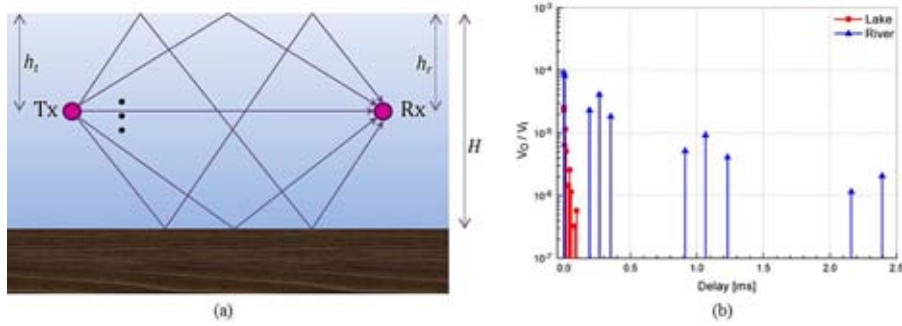 h_t
Tx
h_r
Rx
H
(a)
10⁻³
10⁻⁴
10⁻⁵
10⁻⁶
10⁻⁷
V_O / V_I
Lake
River
0.0 0.5 1.0 1.5 2.0 2.5
Delay [ms]
(b)